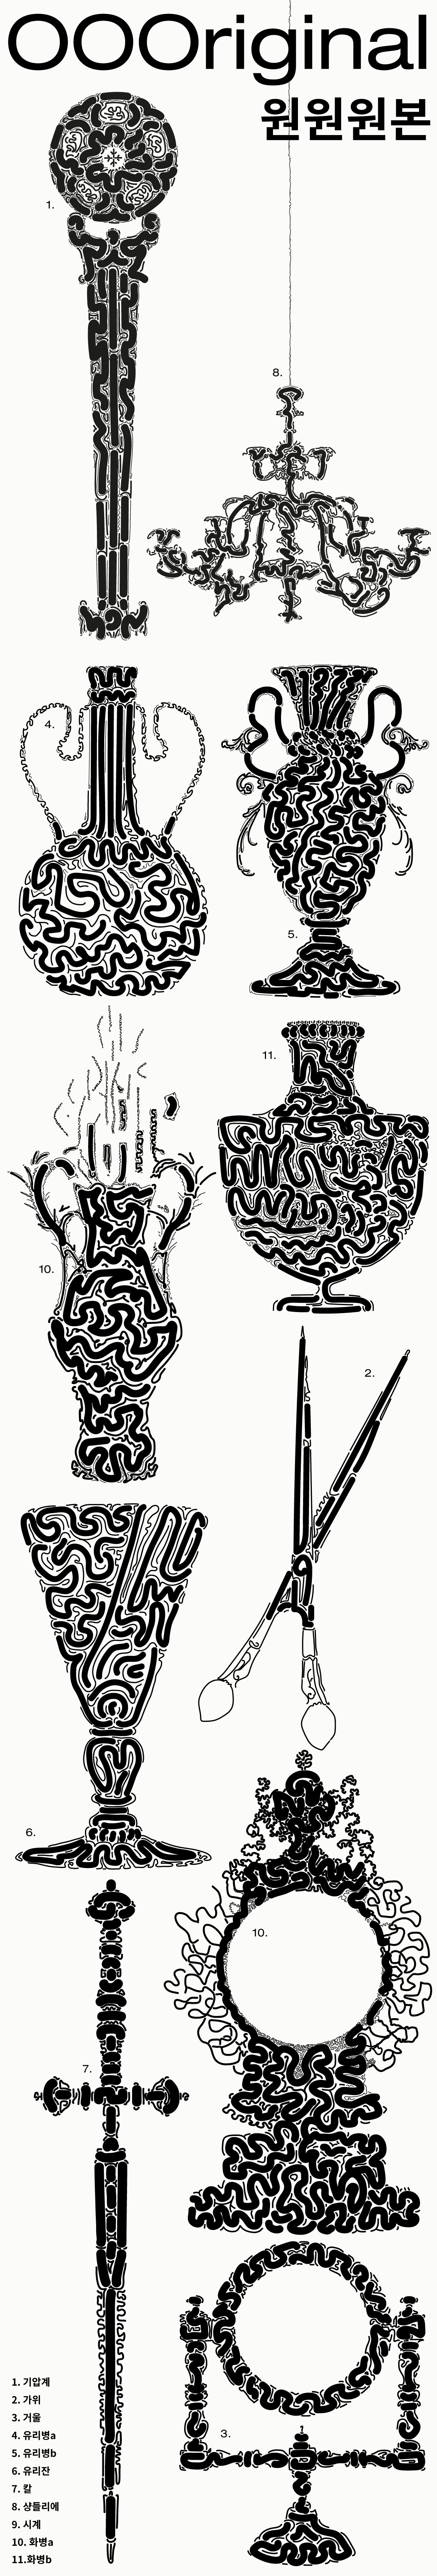 OOOriginal
원원원본
1.
8.
4.
5.
11.
10.
2.
6.
10.
7.
3.
1. 기압계
2. 가위
3. 거울
4. 유리병a
5. 유리병b
6. 유리잔
7. 칼
8. 샹들리에
9. 시계
10. 화병a
11.화병b